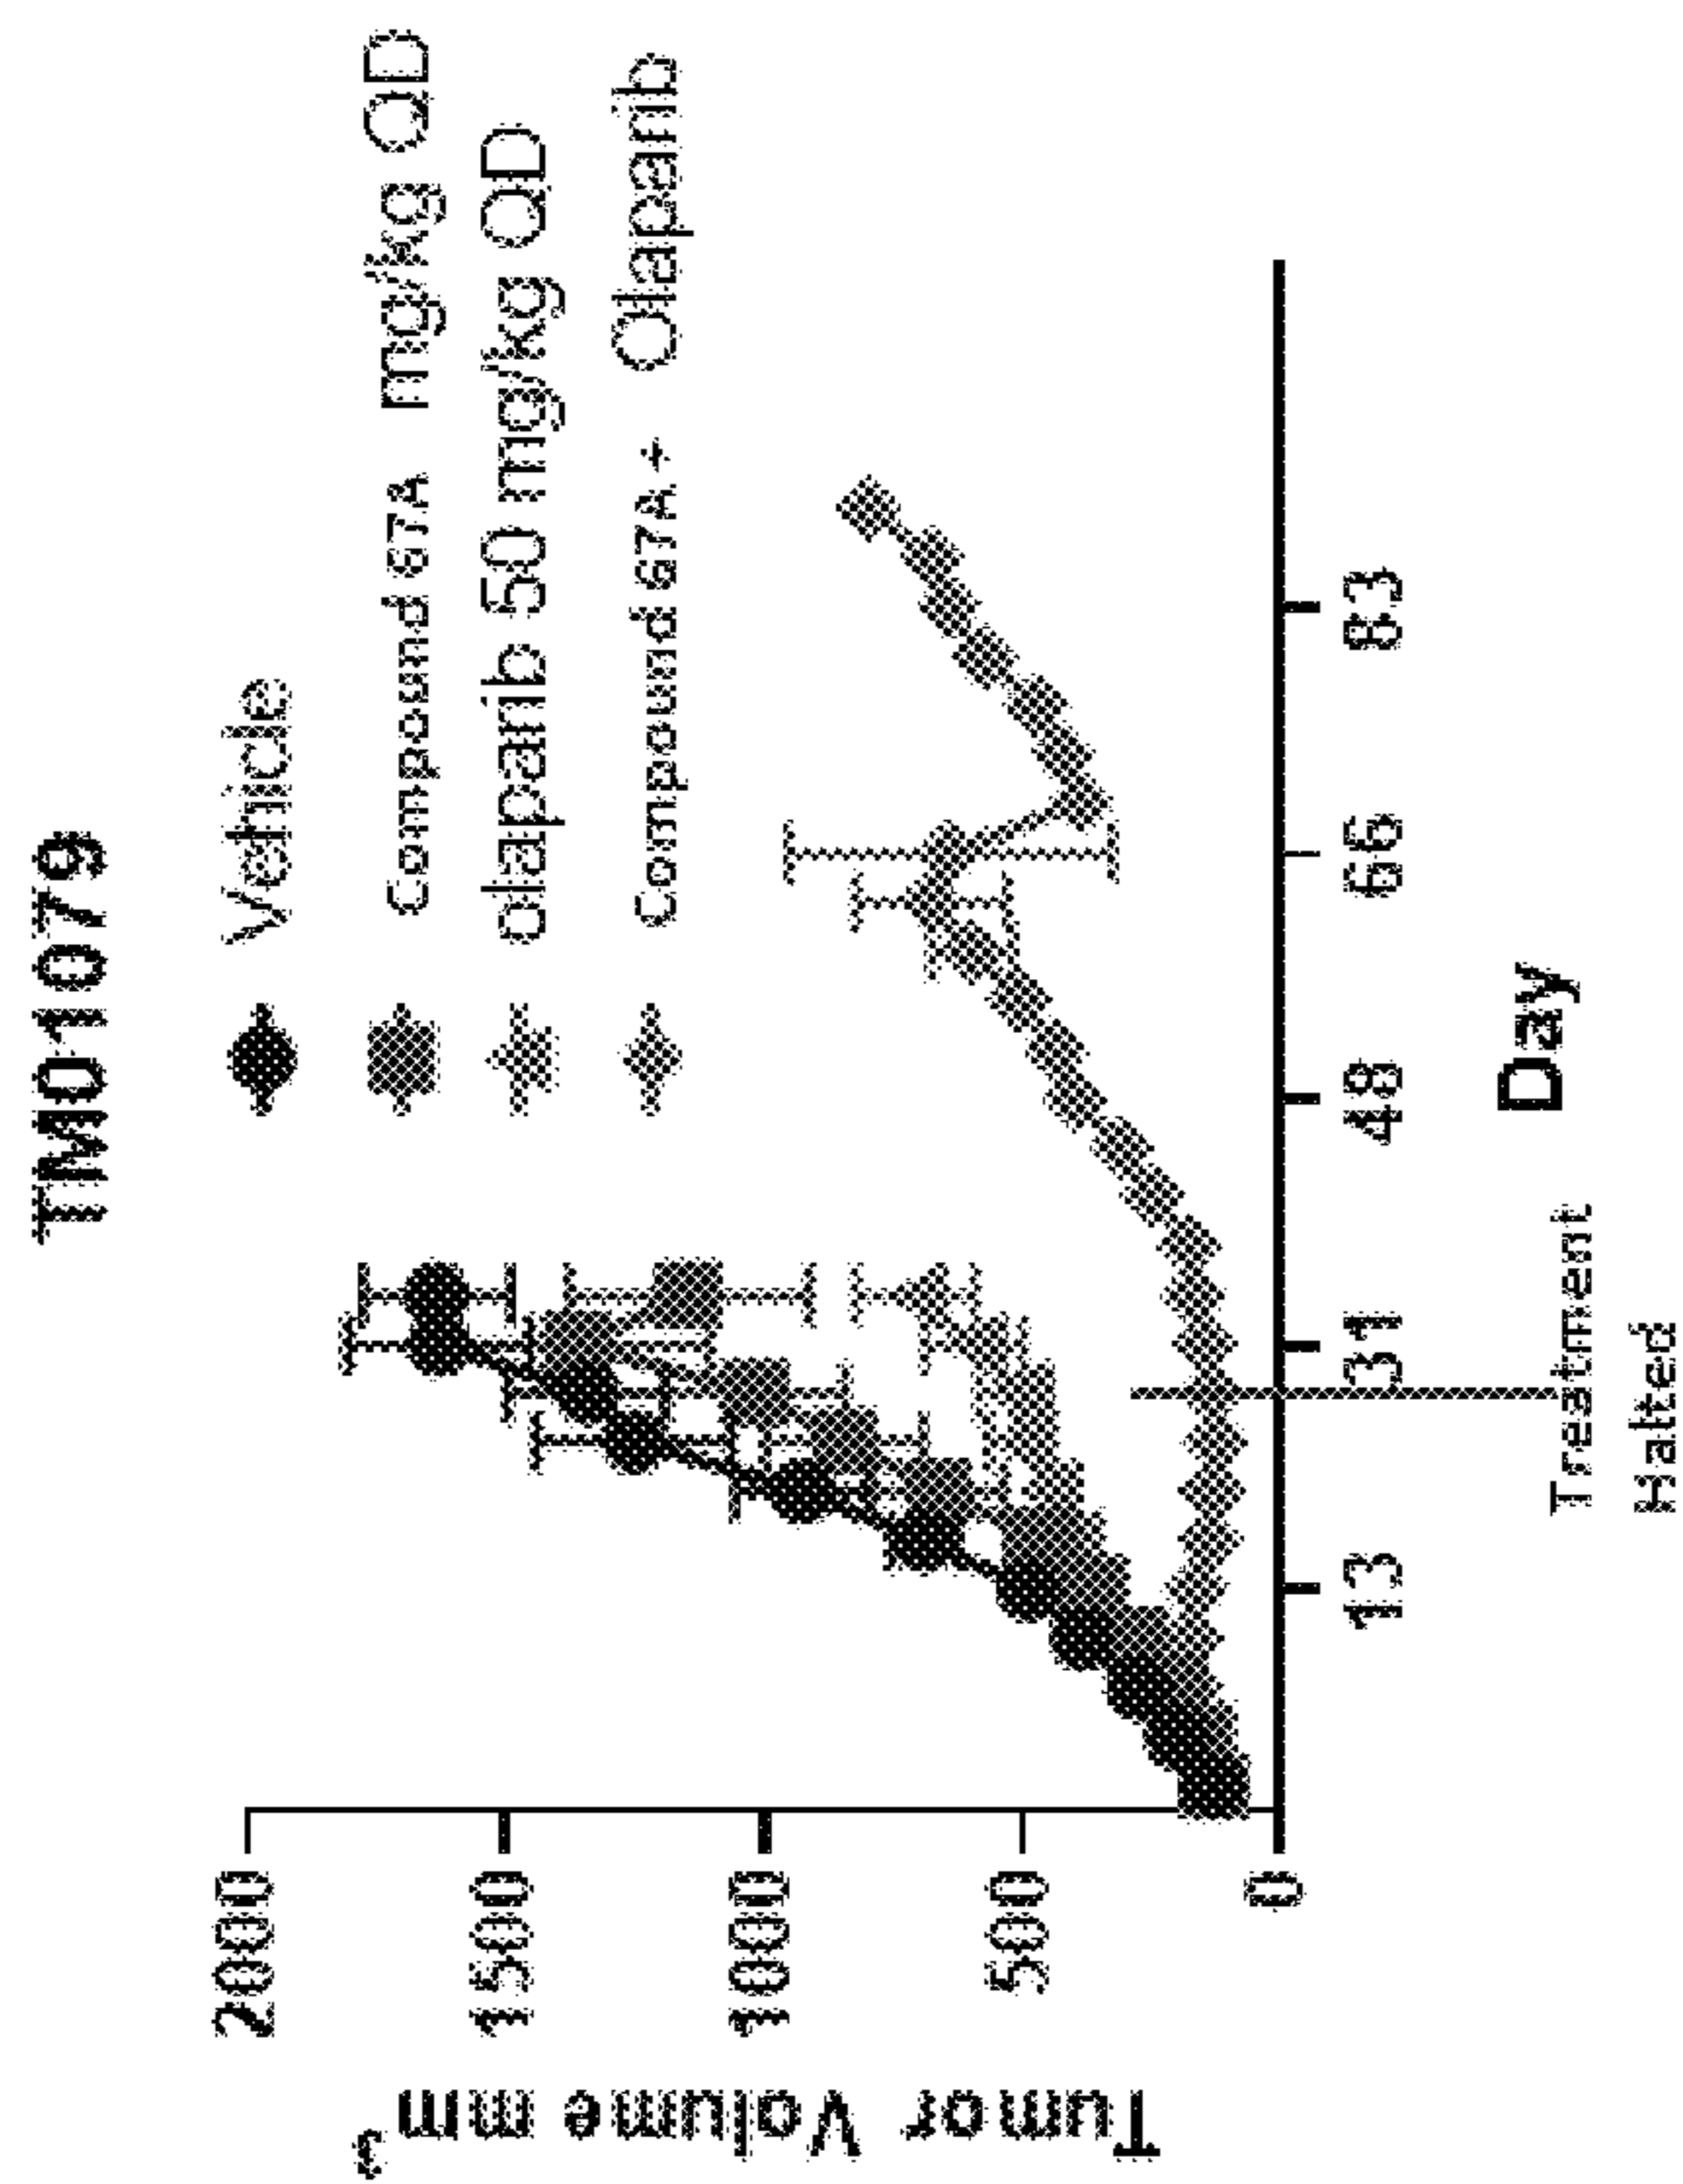 TM01079
Vehicle
Compound 67A mg/kg QD
olaparib 50 mg/kg QD
Compound 67A + Olaparib
Tumor Volume mm3
2000
1500
1000
500
0
13
31
48
66
83
Day
Treatment
Halted